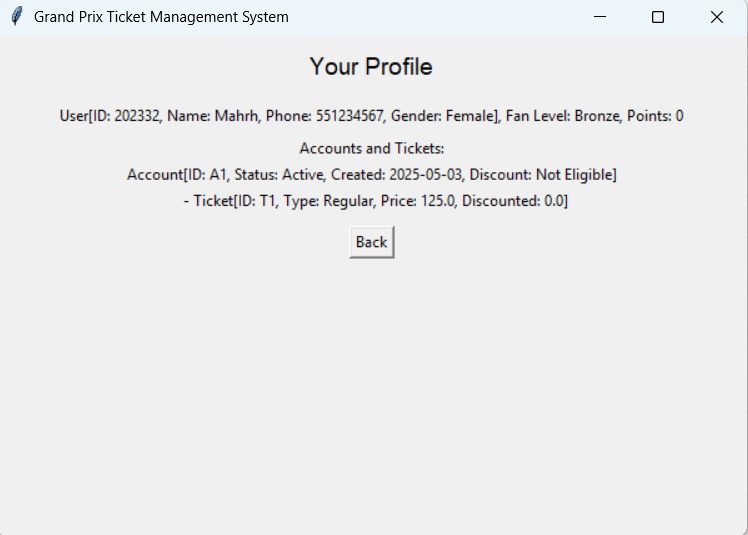 Grand Prix Ticket Management System
Your Profile
User[ID: 202332, Name: Mahrh, Phone: 551234567, Gender: Female], Fan Level: Bronze, Points: 0
Accounts and Tickets:
Account[ID: A1, Status: Active, Created: 2025-05-03, Discount: Not Eligible]
- Ticket[ID: T1, Type: Regular, Price: 125.0, Discounted: 0.0]
Back